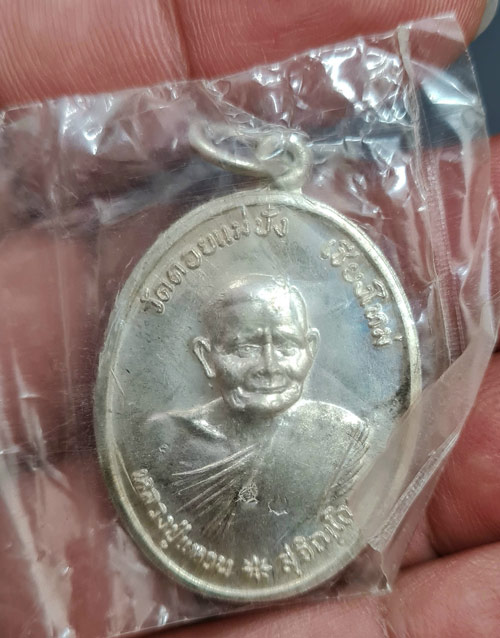 วัดดอยแม่ปั๋ง เชียงใหม่
หลวงปู่แหวน สุจิณฺโณ